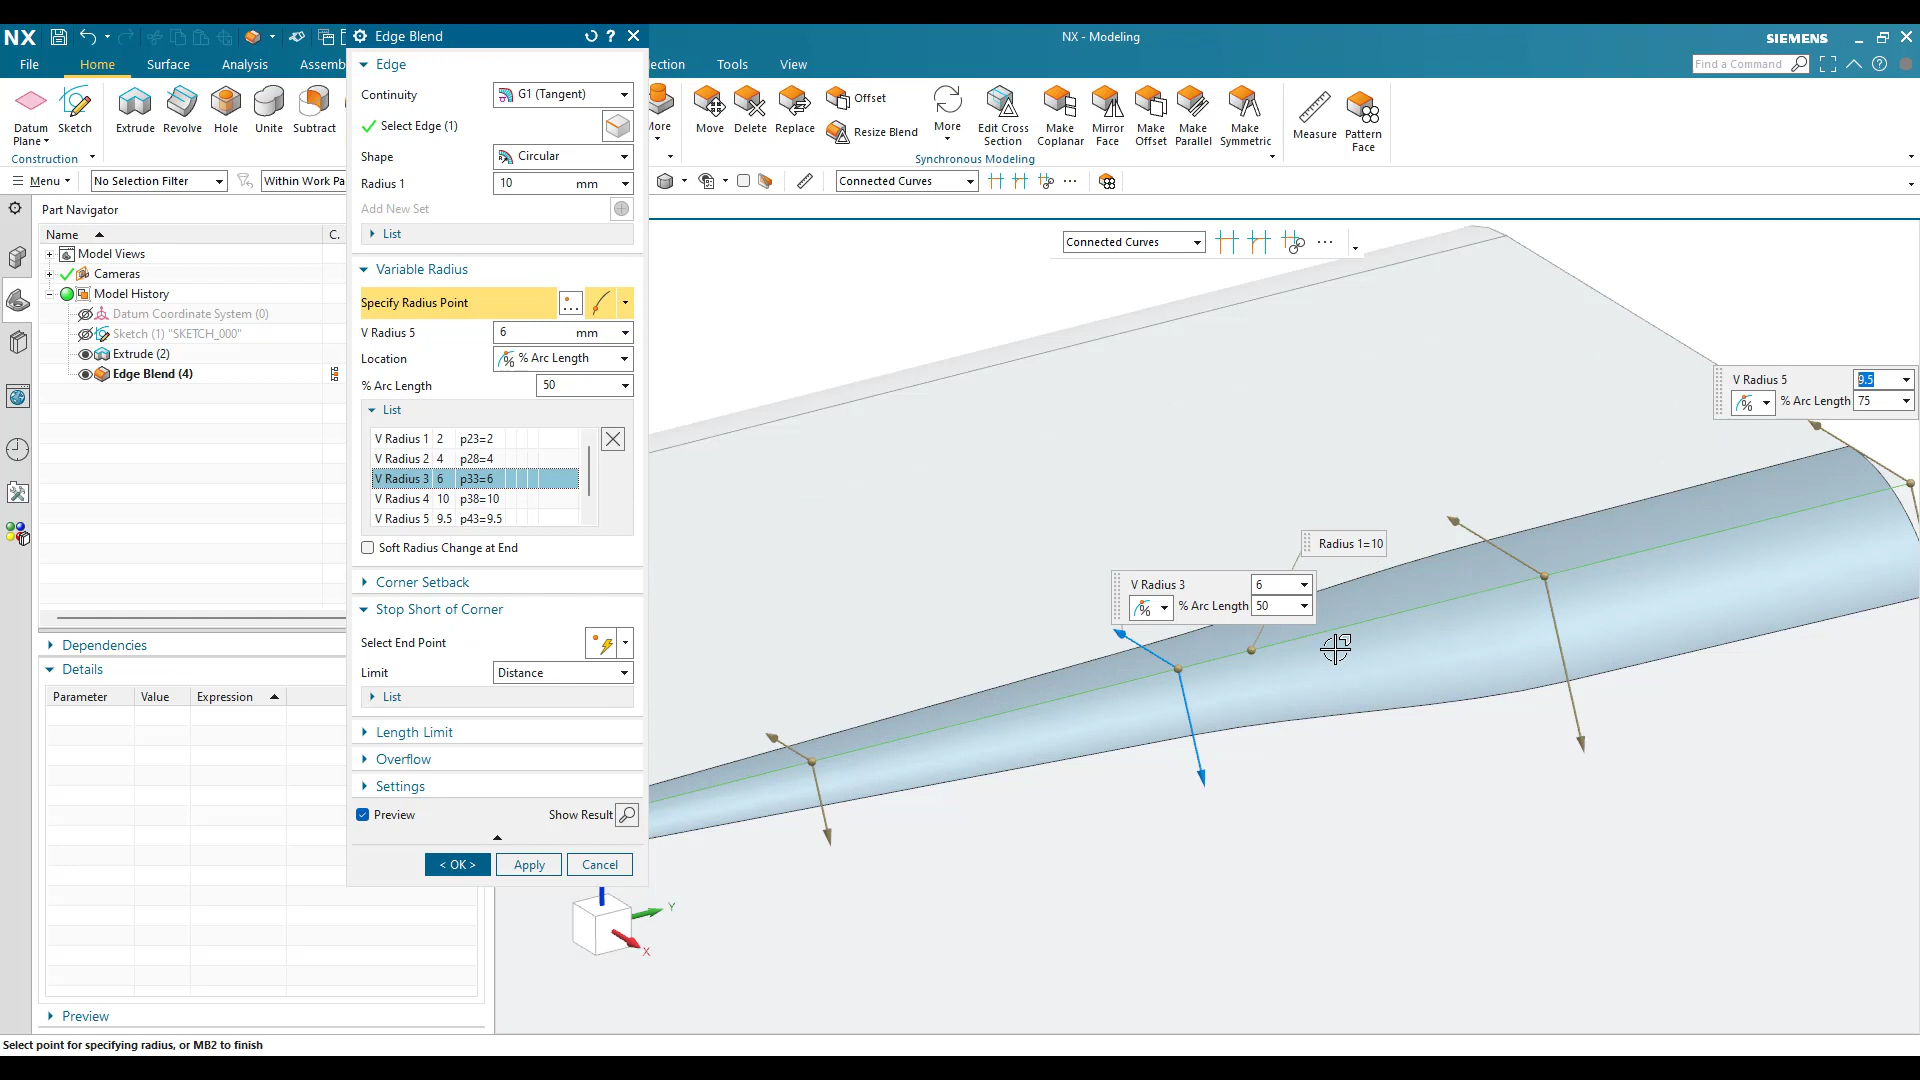 NX
Edge Blend
NX - Modeling
SIEMENS
File
Home
Surface
Analysis
Assemb
ection
Tools
View
Find a Command
Datum
Plane
Sketch
Extrude
Revolve
Hole
Unite
Subtract
Construction
More
Move
Delete
Replace
Offset
Resize Blend
More
Edit Cross
Section
Make
Coplanar
Mirror
Face
Make
Offset
Make
Parallel
Make
Symmetric
Measure
Pattern
Face
Synchronous Modeling
Menu
No Selection Filter
Within Work Pa
Connected Curves
Part Navigator
Name
C.
Model Views
Cameras
Model History
Datum Coordinate System (0)
Sketch (1) "SKETCH_000"
Extrude (2)
Edge Blend (4)
Dependencies
Details
Parameter
Value
Expression
Preview
Edge
Continuity
G1 (Tangent)
Select Edge (1)
Shape
Circular
Radius 1
10
mm
Add New Set
List
Variable Radius
Specify Radius Point
V Radius 5
6
mm
Location
% Arc Length
% Arc Length
50
List
V Radius 1 2 p23=2
V Radius 2 4 p28=4
V Radius 3 6 p33=6
V Radius 4 10 p38=10
V Radius 5 9.5 p43=9.5
Soft Radius Change at End
Corner Setback
Stop Short of Corner
Select End Point
Limit
Distance
List
Length Limit
Overflow
Settings
Preview
Show Result
< OK >
Apply
Cancel
Connected Curves
V Radius 5
9.5
% Arc Length
75
Radius 1=10
V Radius 3
6
% Arc Length
50
Y
X
Select point for specifying radius, or MB2 to finish